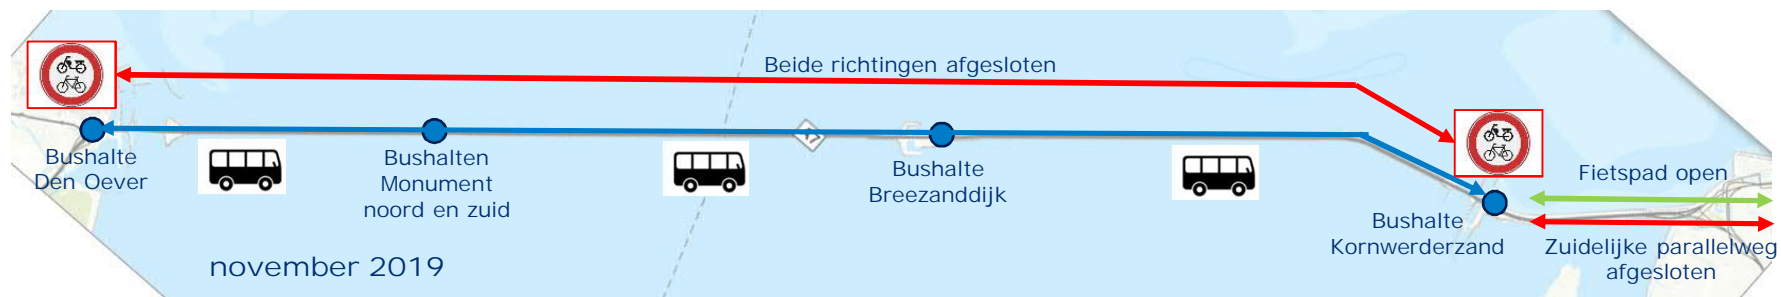 Beide richtingen afgesloten
Bushalte
Den Oever
Bushalten
Monument
noord en zuid
Bushalte
Breezanddijk
Bushalte
Kornwerderzand
Fietspad open
Zuidelijke parallelweg
afgesloten
november 2019